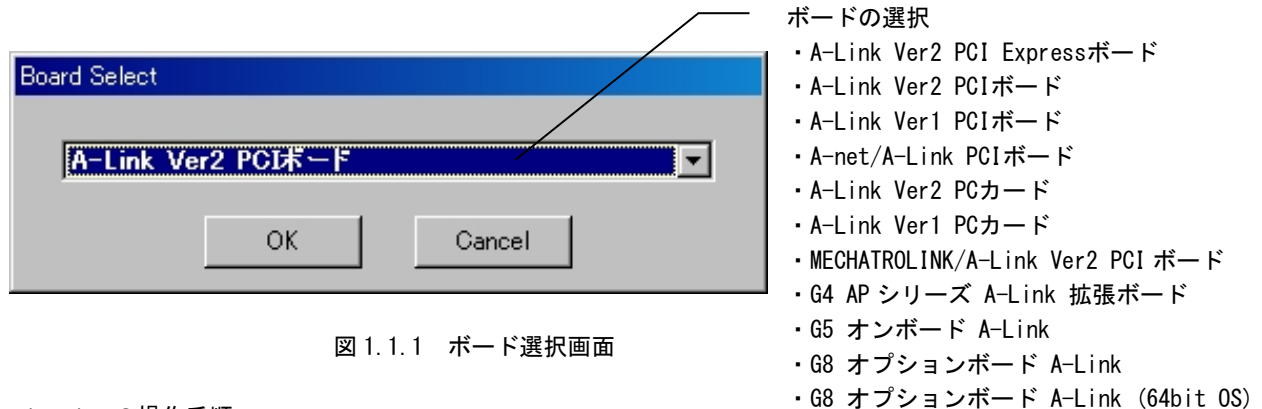 ボードの選択
・A-Link Ver2 PCI Expressボード
・A-Link Ver2 PCIボード
・A-Link Ver1 PCIボード
・A-net/A-Link PCIボード
・A-Link Ver2 PCカード
・A-Link Ver1 PCカード
・MECHATROLINK/A-Link Ver2 PCI ボード
・G4 AP シリーズ A-Link 拡張ボード
・G5 オンボード A-Link
・G8 オプションボード A-Link
・G8 オプションボード A-Link (64bit OS)
Board Select
A-Link Ver2 PCIボード
OK
Cancel
図 1.1.1 ボード選択画面